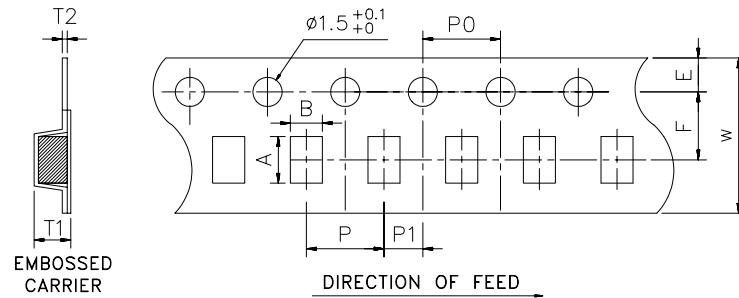 T2
ø1.5 +0.1 +0
P0
E
B
A
F
W
T1
P
P1
EMBOSSED
CARRIER
DIRECTION OF FEED